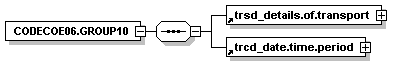 CODECOE06.GROUP10
trsd_details.of.transport
trcd_date.time.period